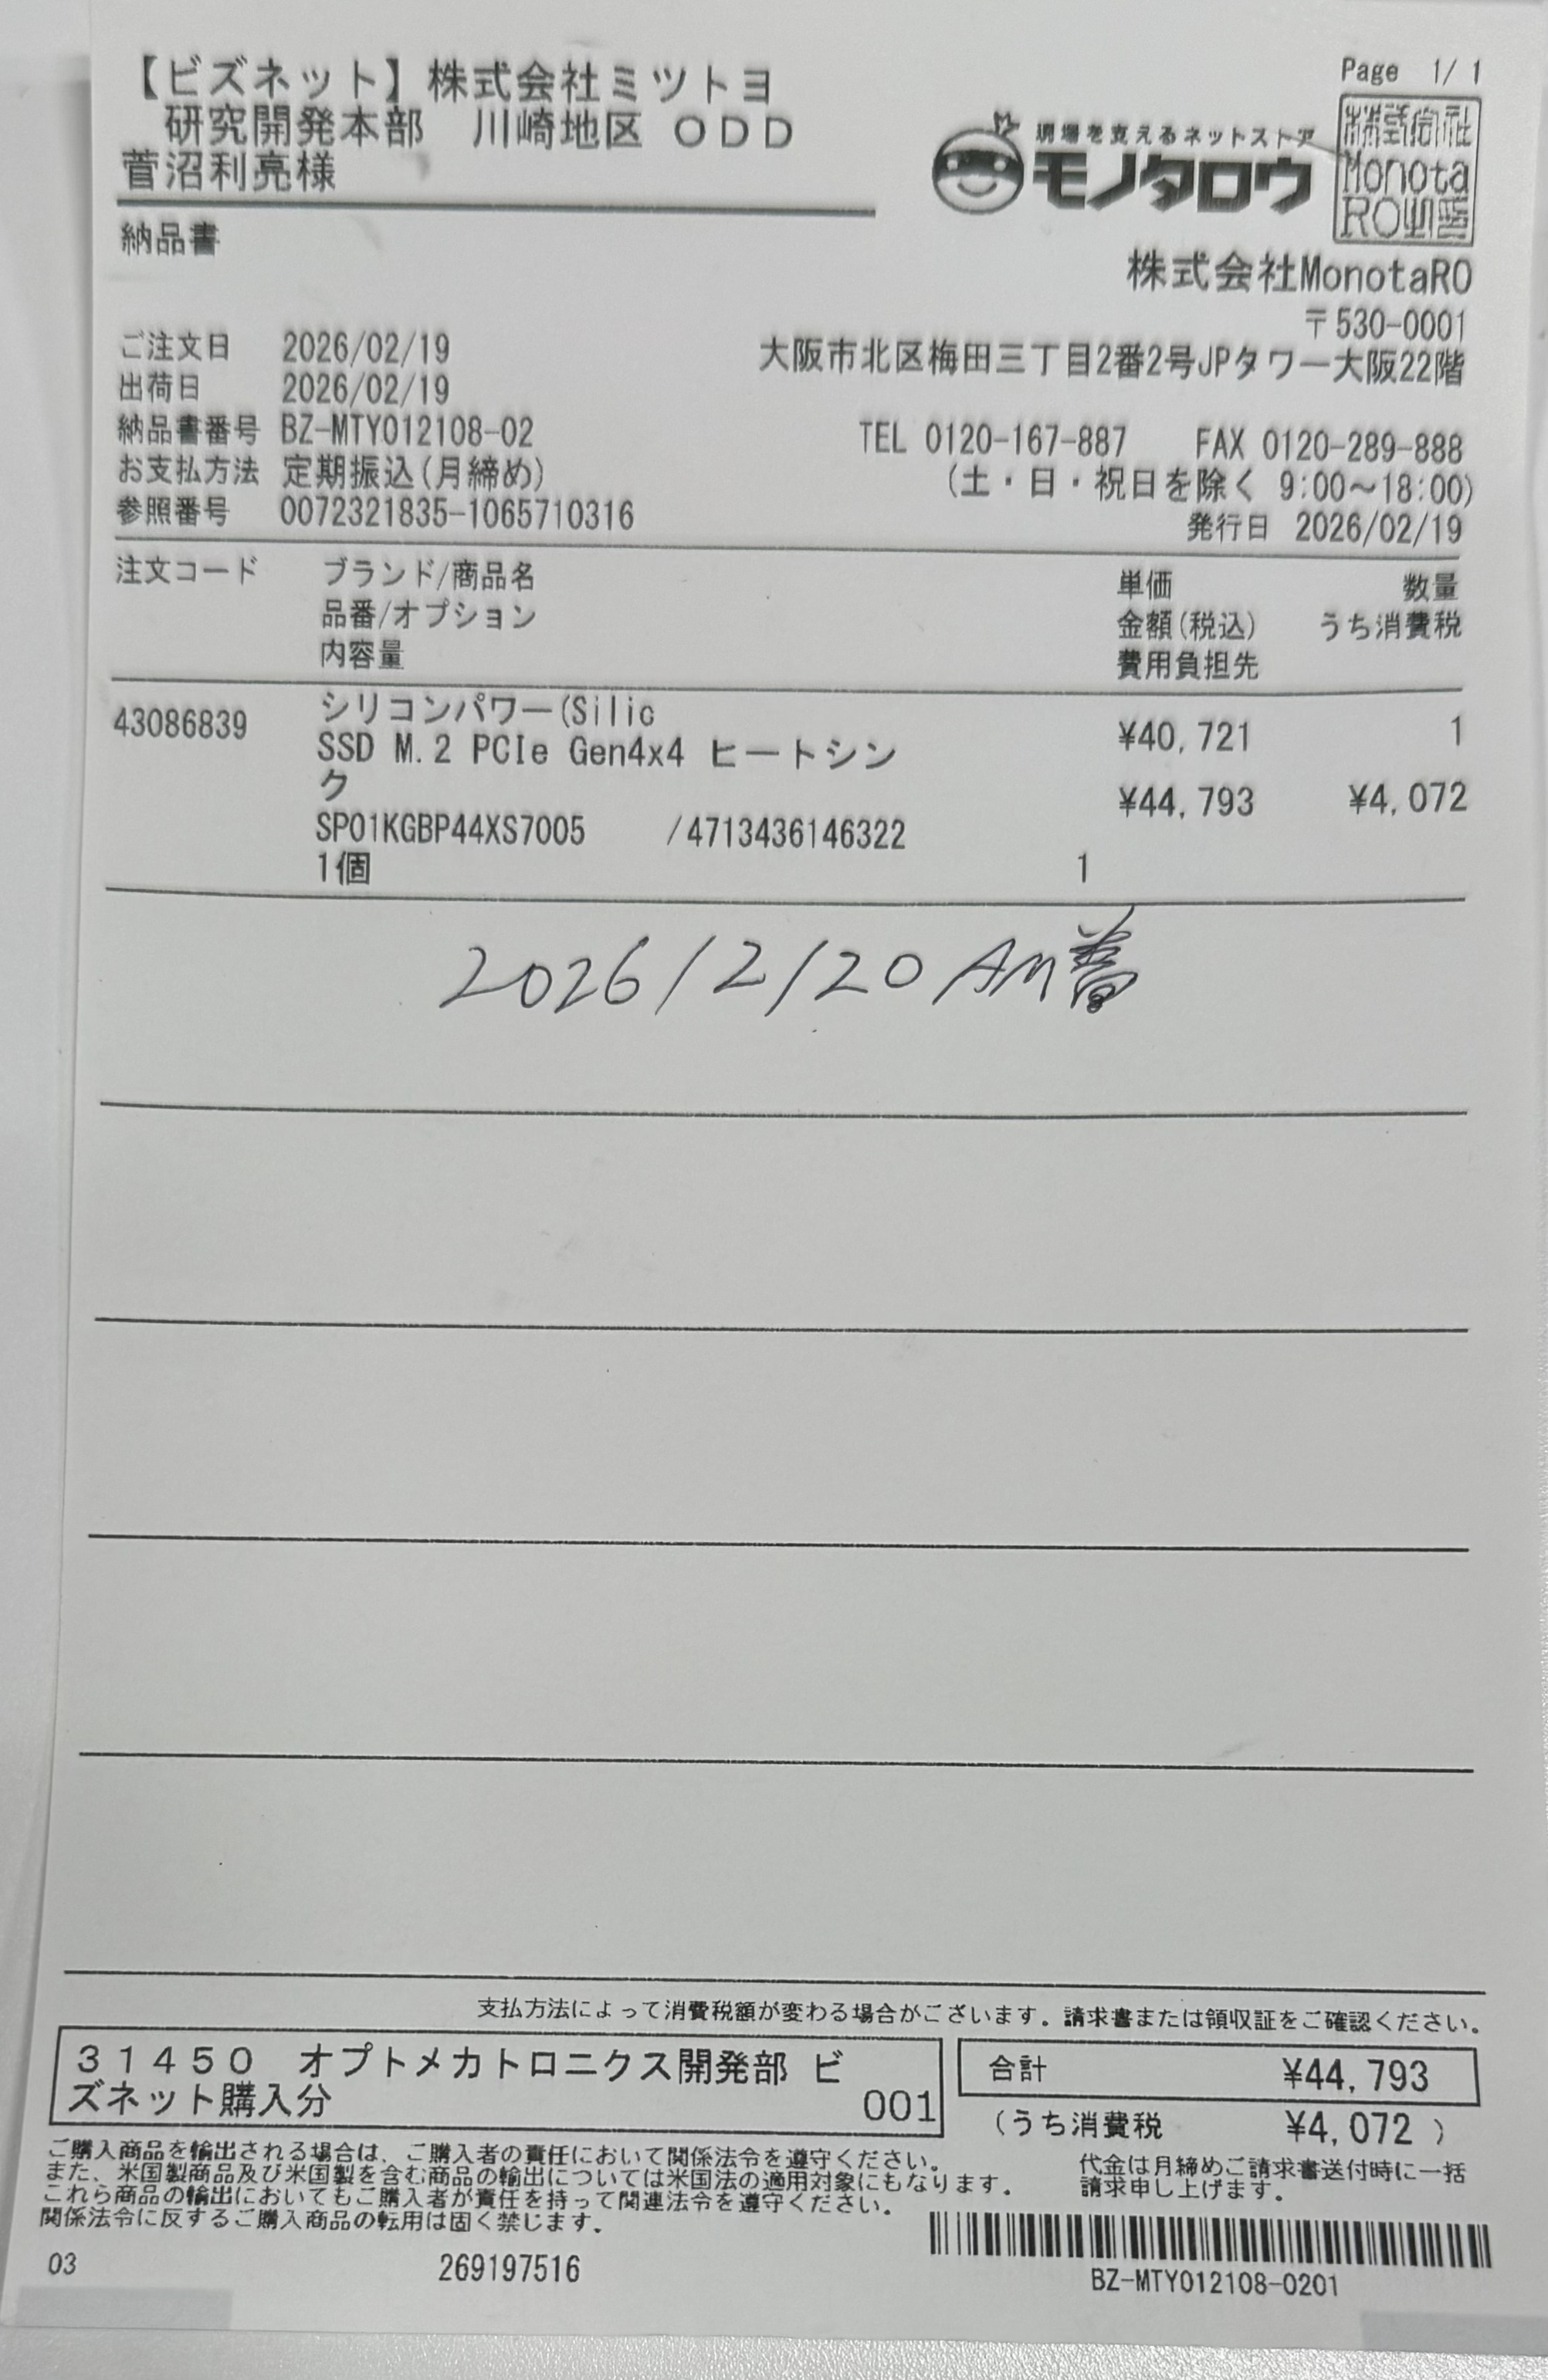 【ビズネット】株式会社ミツトヨ
研究開発本部　川崎地区 ＯＤＤ
菅沼利亮様
納品書
Page 1/ 1
現場を支えるネットストア
モノタロウ
株式会社MonotaRO
〒530-0001
大阪市北区梅田三丁目2番2号JPタワー大阪22階
TEL 0120-167-887 FAX 0120-289-888
(土・日・祝日を除く 9:00～18:00)
発行日 2026/02/19
ご注文日 2026/02/19
出荷日 2026/02/19
納品書番号 BZ-MTY012108-02
お支払方法 定期振込(月締め)
参照番号 0072321835-1065710316
注文コード ブランド/商品名 単価 数量
品番/オプション 金額(税込) うち消費税
内容量 費用負担先
43086839 シリコンパワー(Silic ¥40,721 1
SSD M.2 PCIe Gen4x4 ヒートシン
ク ¥44,793 ¥4,072
SP01KGBP44XS7005 /4713436146322
1個 1
2026/2/20 AM
支払方法によって消費税額が変わる場合がございます。請求書または領収証をご確認ください。
３１４５０　オプトメカトロニクス開発部 ビ
ズネット購入分 001
合計 ¥44,793
(うち消費税 ¥4,072 )
ご購入商品を輸出される場合は、ご購入者の責任において関係法令を遵守ください。
また、米国製商品及び米国製を含む商品の輸出については米国法の適用対象にもなります。
これら商品の輸出においてもご購入者が責任を持って関連法令を遵守ください。
関係法令に反するご購入商品の転用は固く禁じます。
代金は月締めご請求書送付時に一括
請求申し上げます。
03 269197516
BZ-MTY012108-0201